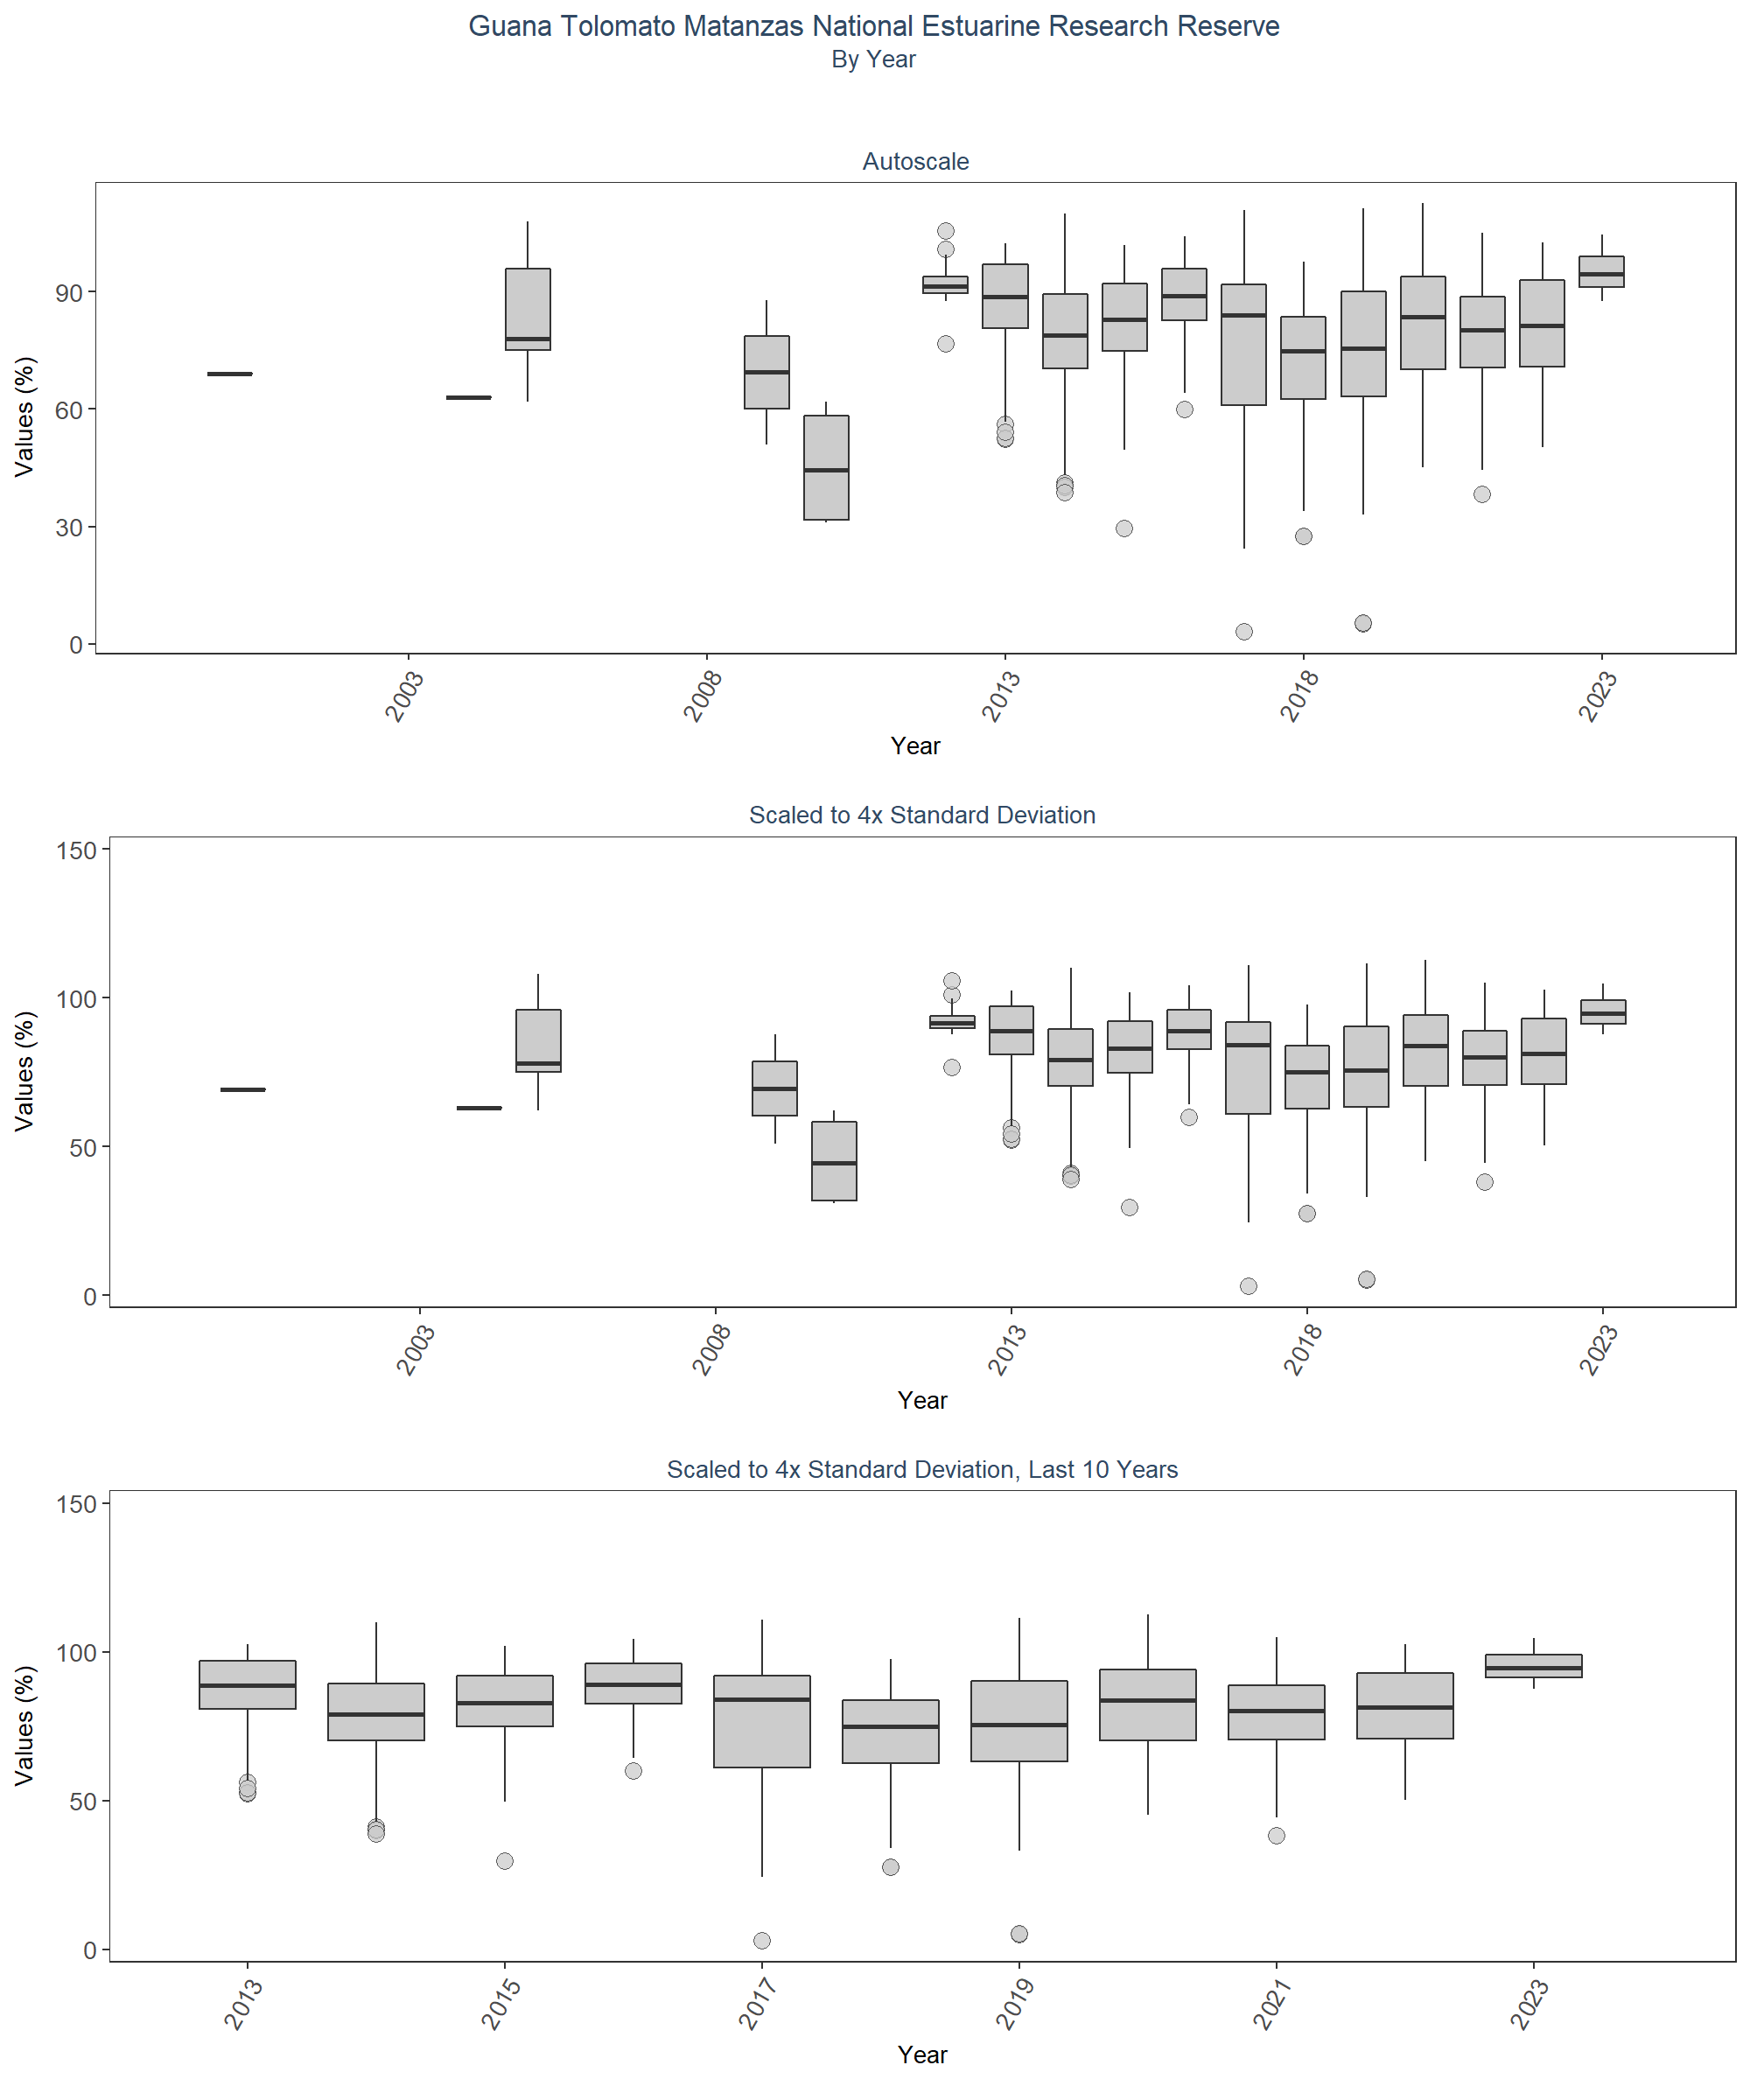 Guana Tolomato Matanzas National Estuarine Research Reserve
By Year
Autoscale
Values (%)
90
60
30
0
2003 2008 2013 2018 2023
Year
Scaled to 4x Standard Deviation
Values (%)
150
100
50
0
2003 2008 2013 2018 2023
Year
Scaled to 4x Standard Deviation, Last 10 Years
Values (%)
150
100
50
0
2013 2015 2017 2019 2021 2023
Year